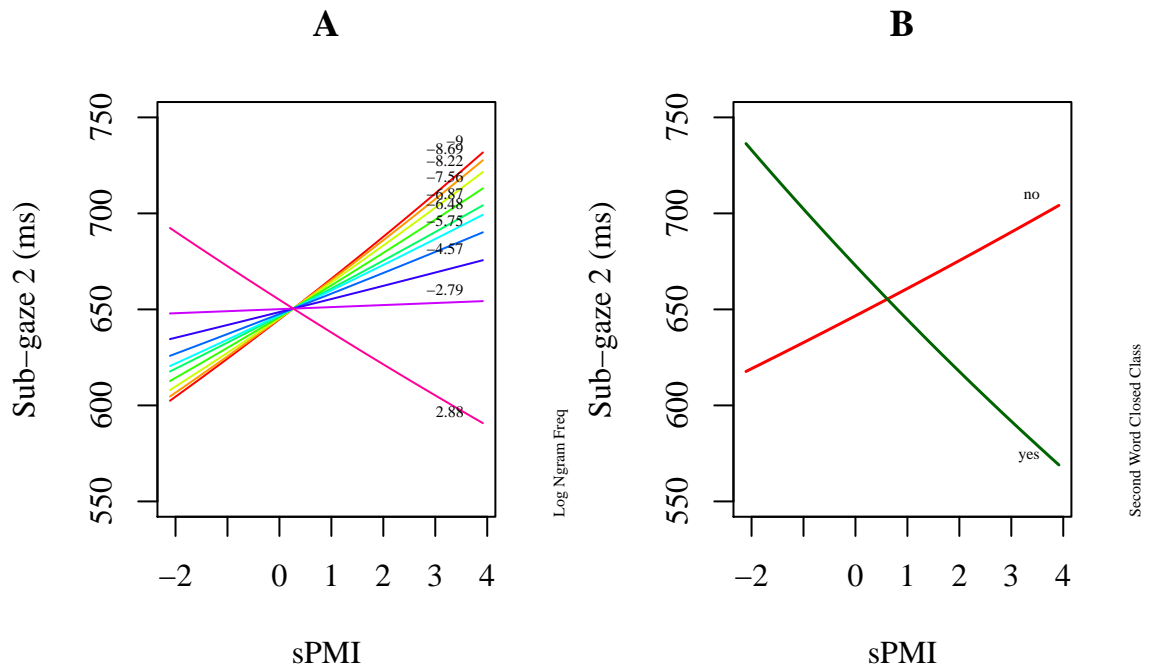 A
Sub−gaze 2 (ms)
750
700
650
600
550
−9
−8.69
−8.22
−7.56
−6.87
−6.48
−5.75
−4.57
−2.79
2.88
−2 0 1 2 3 4
sPMI
Log Ngram Freq
B
Sub−gaze 2 (ms)
750
700
650
600
550
no
yes
−2 0 1 2 3 4
sPMI
Second Word Closed Class